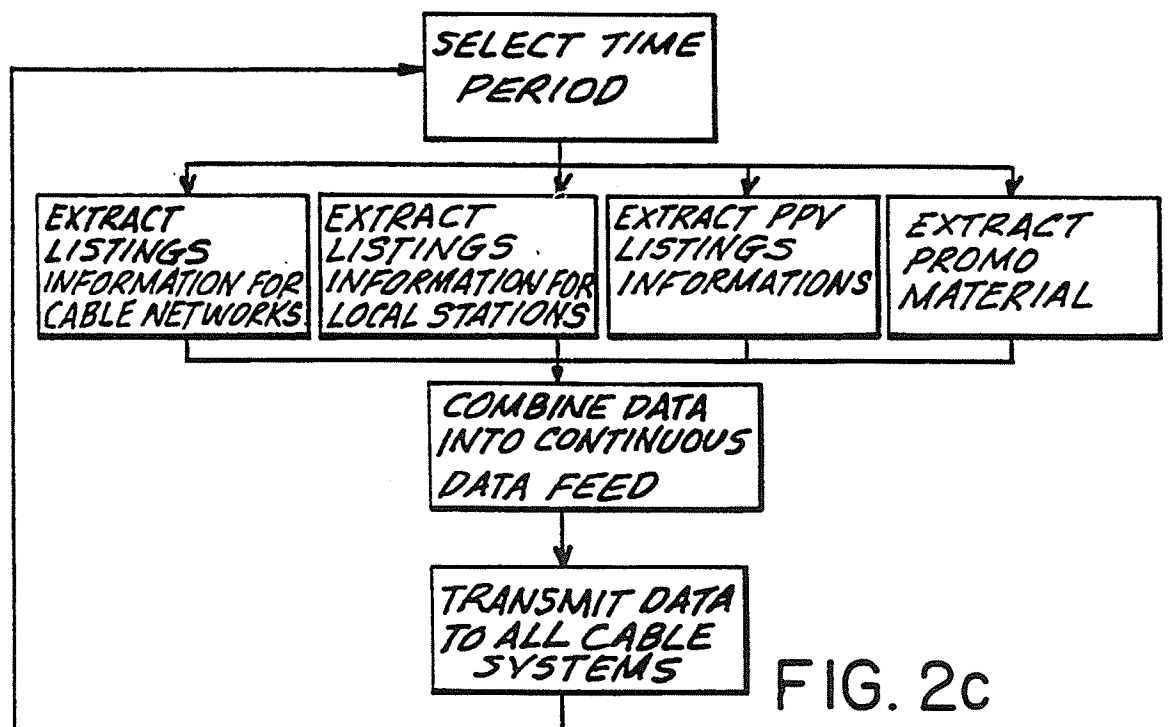 SELECT TIME
PERIOD
EXTRACT
LISTINGS
INFORMATION FOR
CABLE NETWORKS.
EXTRACT
LISTINGS
INFORMATION FOR
LOCAL STATIONS
EXTRACT PPV
LISTINGS
INFORMATIONS
EXTRACT
PROMO
MATERIAL
COMBINE DATA
INTO CONTINUOUS
DATA FEED
TRANSMIT DATA
TO ALL CABLE
SYSTEMS
FIG. 2c